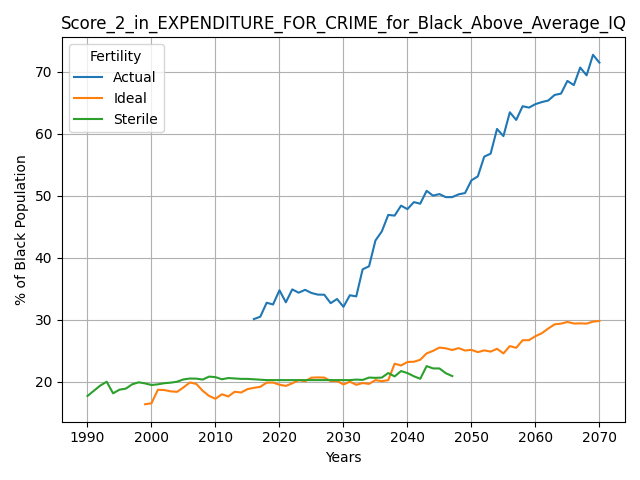 Score_2_in_EXPENDITURE_FOR_CRIME_for_Black_Above_Average_IQ
Fertility
Actual
Ideal
Sterile
% of Black Population
70
60
50
40
30
20
1990 2000 2010 2020 2030 2040 2050 2060 2070
Years